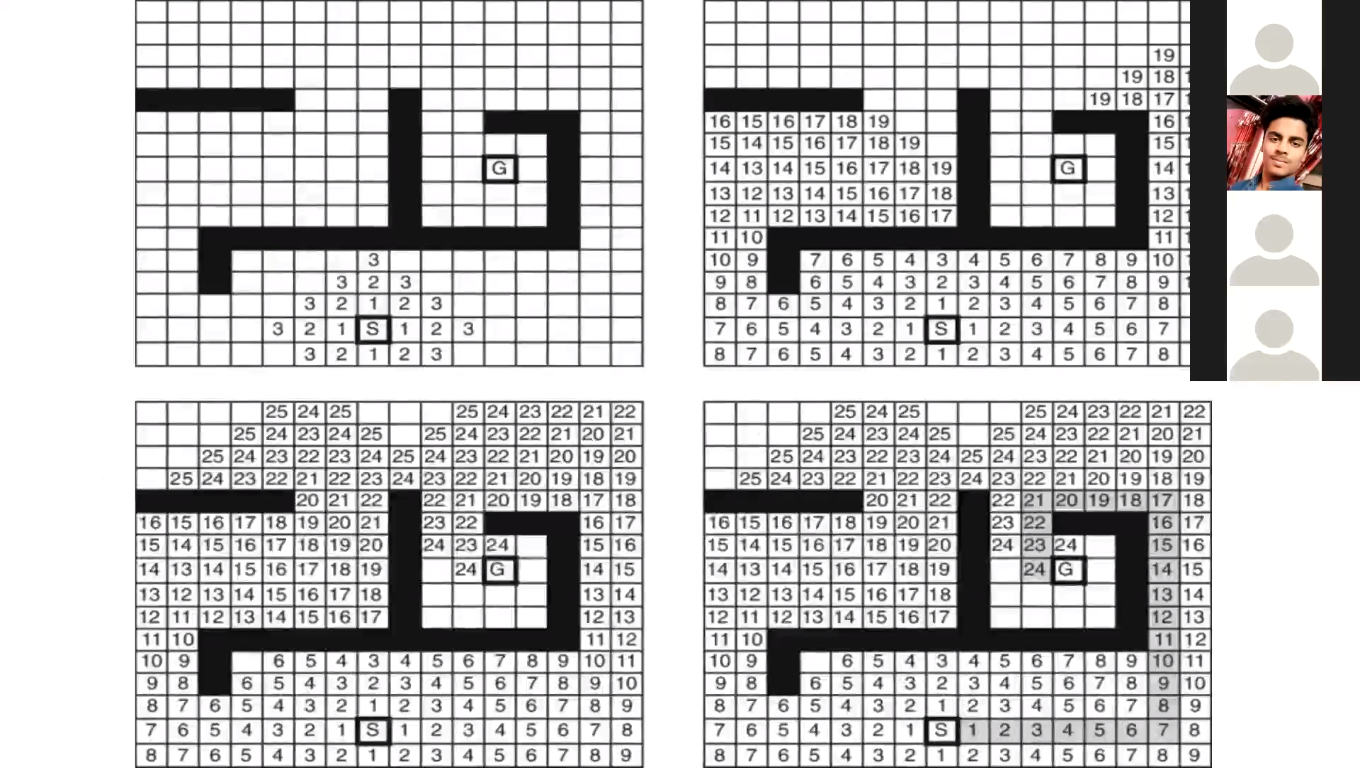 G
3
3 2 3
3 2 1 2 3
3 2 1 S 1 2 3
3 2 1 2 3
19
19 18
19 18 17
16 15 16 17 18 19 16
15 14 15 16 17 18 19 15
14 13 14 15 16 17 18 19 G 14
13 12 13 14 15 16 17 18 13
12 11 12 13 14 15 16 17 12
11 10 11
10 9 7 6 5 4 3 4 5 6 7 8 9 10
9 8 6 5 4 3 2 3 4 5 6 7 8 9
8 7 6 5 4 3 2 1 2 3 4 5 6 7 8
7 6 5 4 3 2 1 S 1 2 3 4 5 6 7
8 7 6 5 4 3 2 1 2 3 4 5 6 7 8
25 24 25 25 24 23 22 21 22
25 24 23 24 25 25 24 23 22 21 20 21
25 24 23 22 23 24 25 24 23 22 21 20 19 20
25 24 23 22 21 22 23 24 23 22 21 20 19 18 19
20 21 22 22 21 20 19 18 17 18
16 15 16 17 18 19 20 21 23 22 16 17
15 14 15 16 17 18 19 20 24 23 24 15 16
14 13 14 15 16 17 18 19 24 G 14 15
13 12 13 14 15 16 17 18 13 14
12 11 12 13 14 15 16 17 12 13
11 10 11 12
10 9 6 5 4 3 4 5 6 7 8 9 10 11
9 8 6 5 4 3 2 3 4 5 6 7 8 9 10
8 7 6 5 4 3 2 1 2 3 4 5 6 7 8 9
7 6 5 4 3 2 1 S 1 2 3 4 5 6 7 8
8 7 6 5 4 3 2 1 2 3 4 5 6 7 8 9
25 24 25 25 24 23 22 21 22
25 24 23 24 25 25 24 23 22 21 20 21
25 24 23 22 23 24 25 24 23 22 21 20 19 20
25 24 23 22 21 22 23 24 23 22 21 20 19 18 19
20 21 22 22 21 20 19 18 17 18
16 15 16 17 18 19 20 21 23 22 16 17
15 14 15 16 17 18 19 20 24 23 24 15 16
14 13 14 15 16 17 18 19 24 G 14 15
13 12 13 14 15 16 17 18 13 14
12 11 12 13 14 15 16 17 12 13
11 10 11 12
10 9 6 5 4 3 4 5 6 7 8 9 10 11
9 8 6 5 4 3 2 3 4 5 6 7 8 9 10
8 7 6 5 4 3 2 1 2 3 4 5 6 7 8 9
7 6 5 4 3 2 1 S 1 2 3 4 5 6 7 8
8 7 6 5 4 3 2 1 2 3 4 5 6 7 8 9